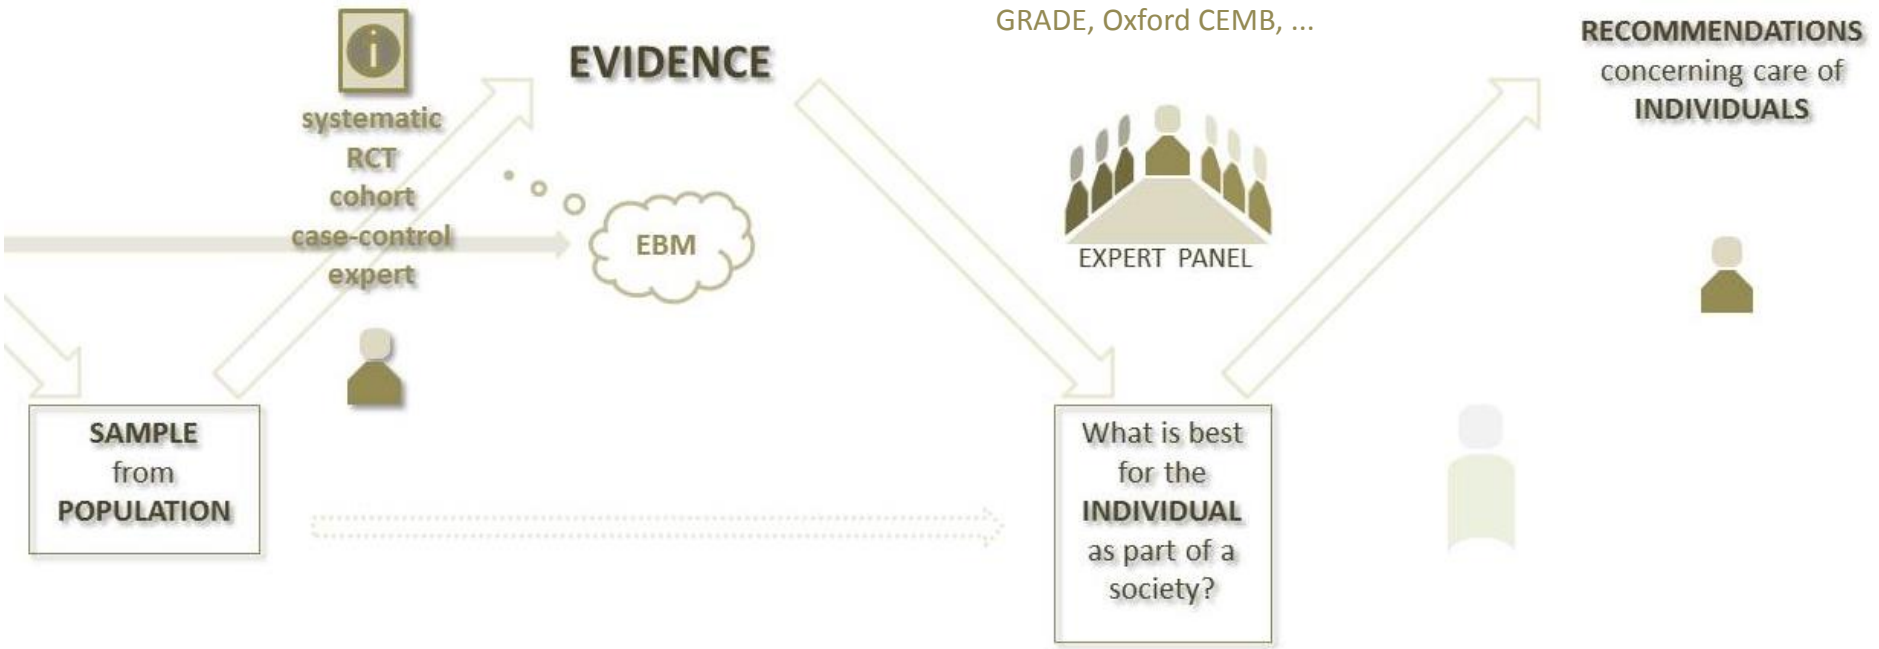 GRADE, Oxford CEMB, ...
i
EVIDENCE
systematic
RCT
cohort
case-control
expert
EBM
EXPERT PANEL
RECOMMENDATIONS
concerning care of
INDIVIDUALS
SAMPLE
from
POPULATION
What is best
for the
INDIVIDUAL
as part of a
society?